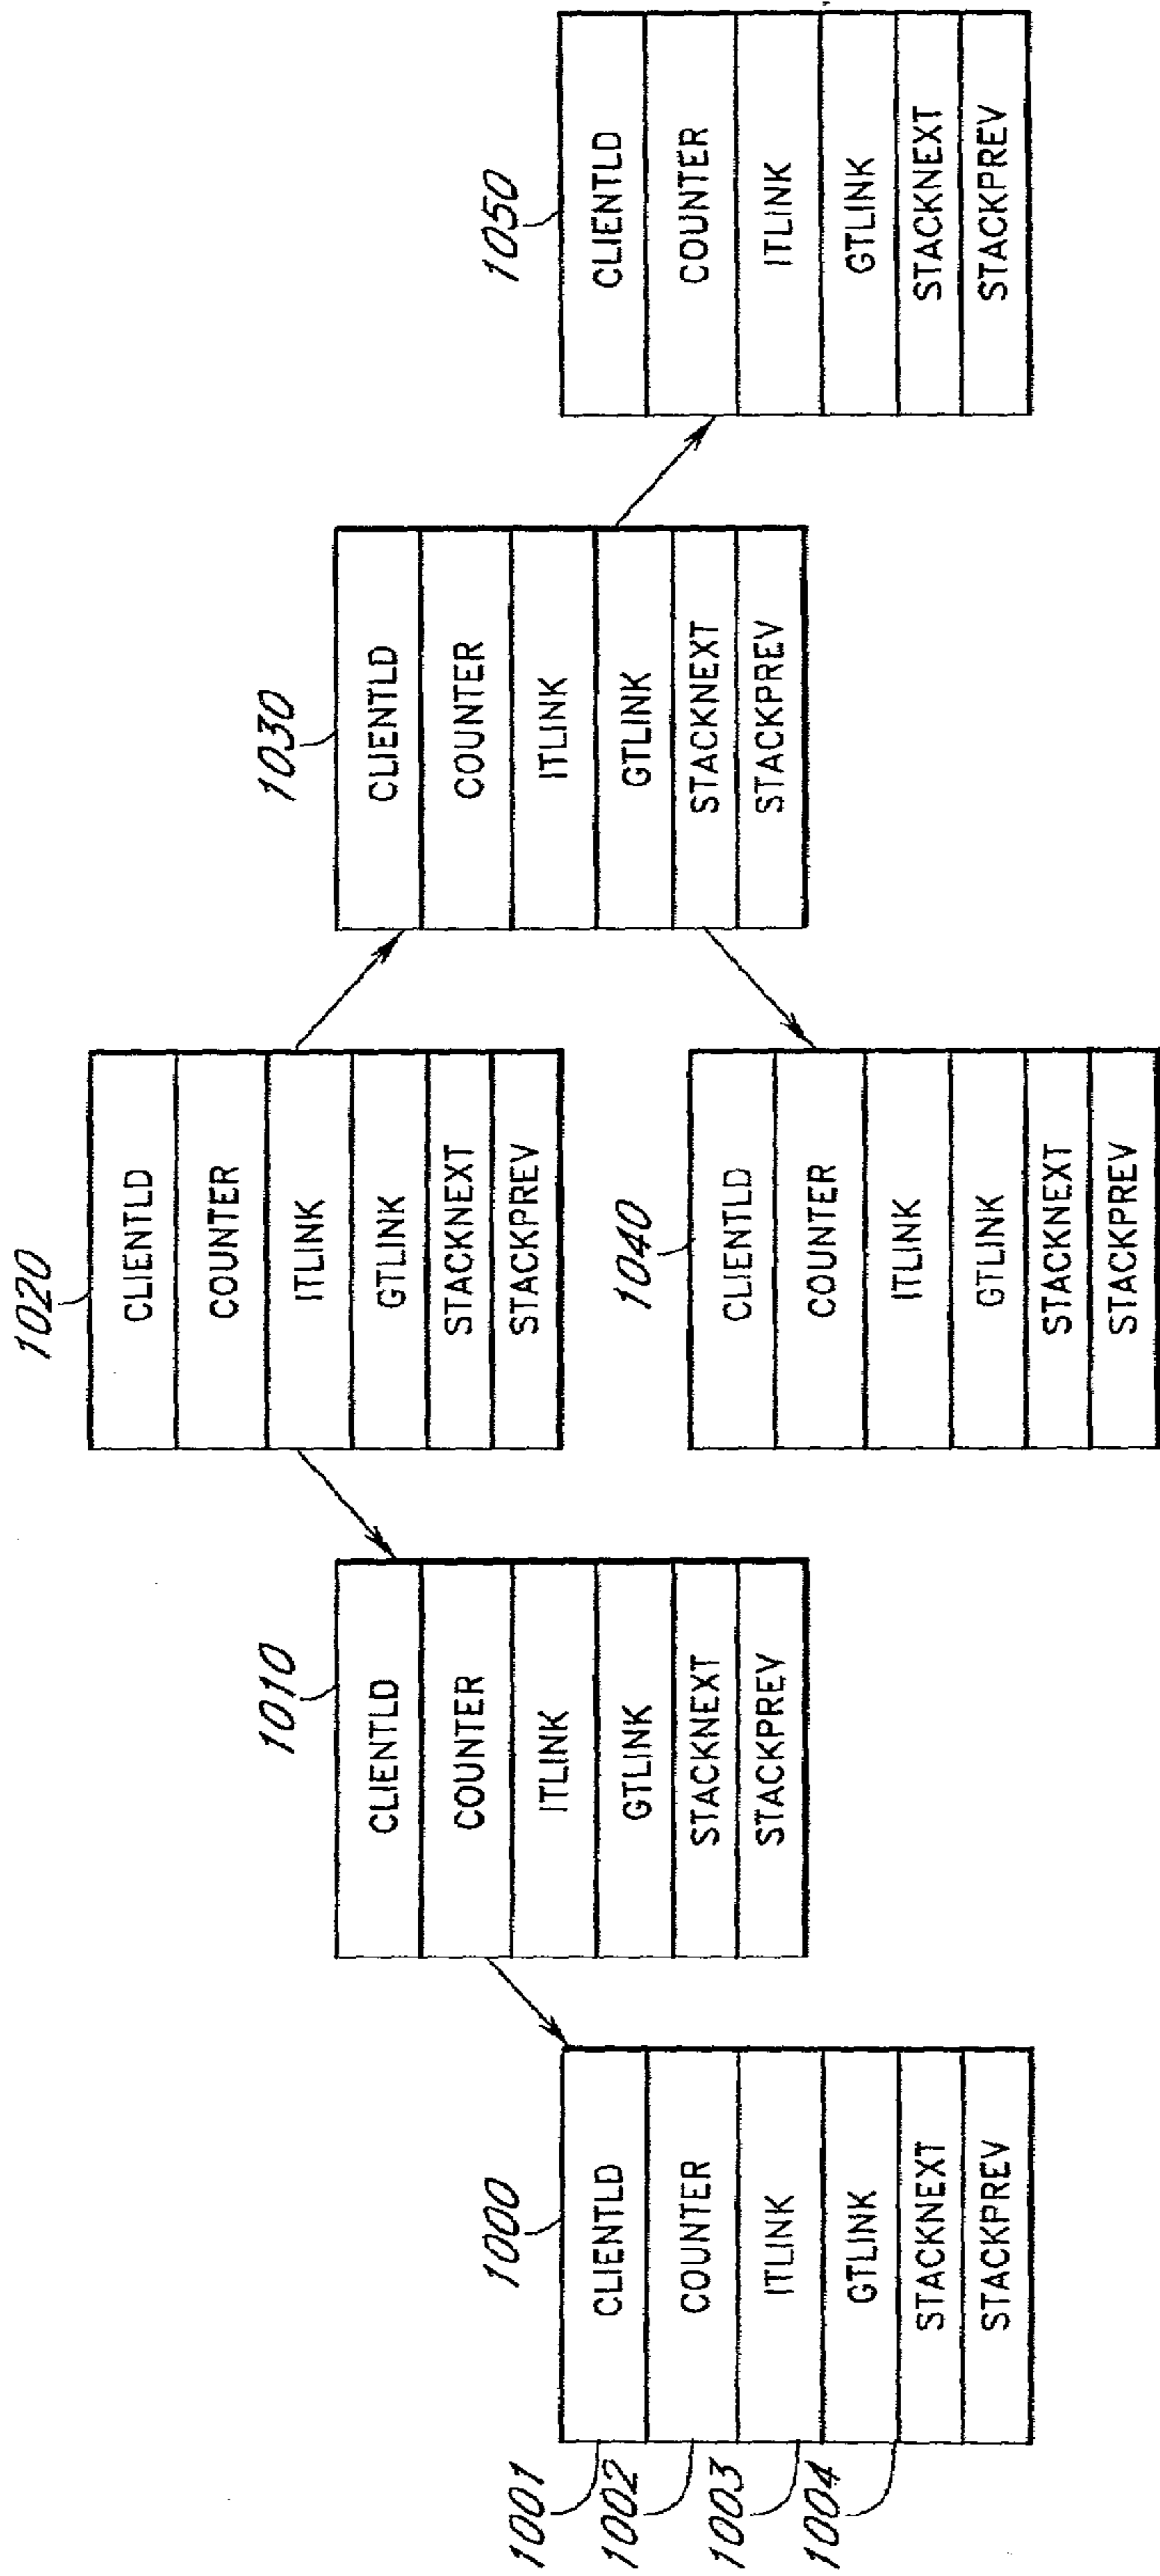 1020
CLIENTLD
COUNTER
ITLINK
GTLINK
STACKNEXT
STACKPREV
1010
CLIENTLD
COUNTER
ITLINK
GTLINK
STACKNEXT
STACKPREV
1030
CLIENTLD
COUNTER
ITLINK
GTLINK
STACKNEXT
STACKPREV
1000
1001
1002
1003
1004
CLIENTLD
COUNTER
ITLINK
GTLINK
STACKNEXT
STACKPREV
1040
CLIENTLD
COUNTER
ITLINK
GTLINK
STACKNEXT
STACKPREV
1050
CLIENTLD
COUNTER
ITLINK
GTLINK
STACKNEXT
STACKPREV